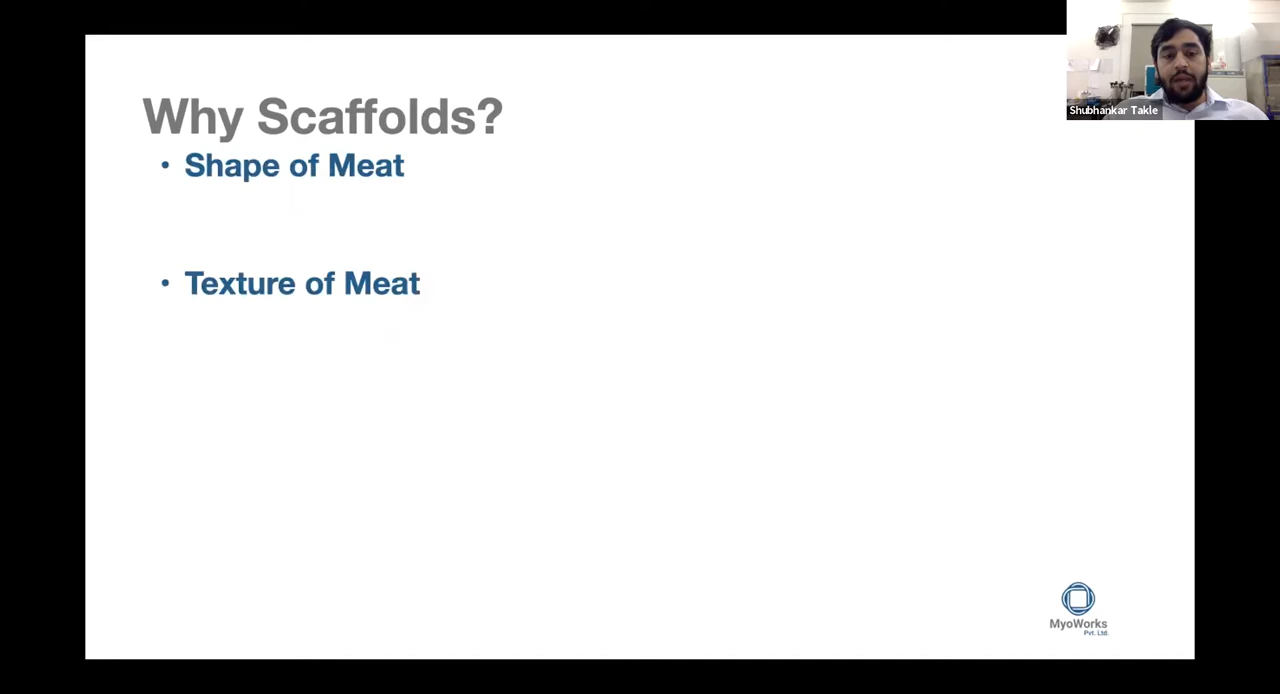 Why Scaffolds?
• Shape of Meat
• Texture of Meat
Shubhankar Takle
MyoWorks
Pvt. Ltd.